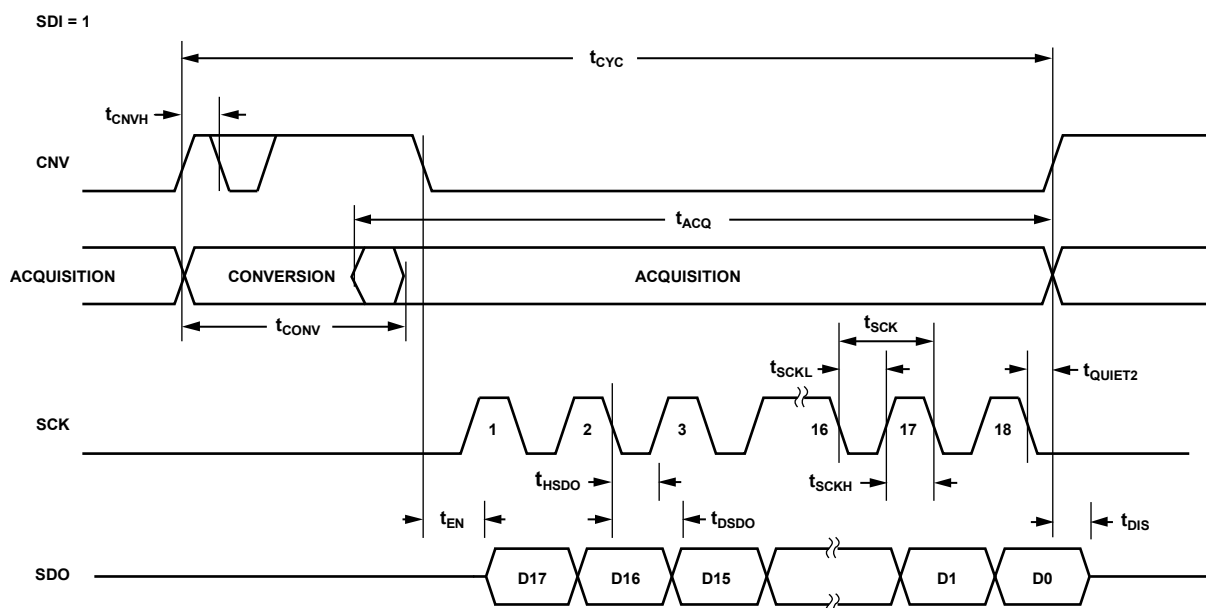 SDI = 1
tCYC
tCNVH
CNV
tACQ
ACQUISITION CONVERSION ACQUISITION
tCONV
tSCK
tSCKL
tQUIET2
SCK 1 2 3 16 17 18
tHSDO
tSCKH
tEN
tDSDO
tDIS
SDO D17 D16 D15 D1 D0